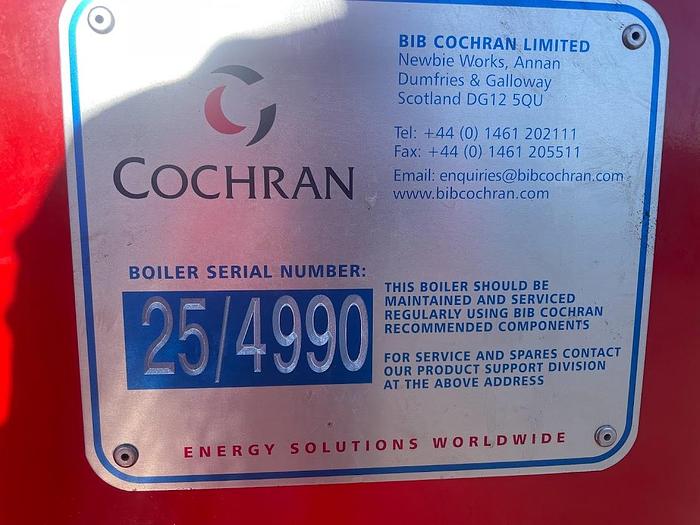 COCHRAN
BIB COCHRAN LIMITED
Newbie Works, Annan
Dumfries & Galloway
Scotland DG12 5QU
Tel: +44 (0) 1461 202111
Fax: +44 (0) 1461 205511
Email: enquiries@bibcochran.com
www.bibcochran.com
BOILER SERIAL NUMBER:
25/4990
THIS BOILER SHOULD BE
MAINTAINED AND SERVICED
REGULARLY USING BIB COCHRAN
RECOMMENDED COMPONENTS
FOR SERVICE AND SPARES CONTACT
OUR PRODUCT SUPPORT DIVISION
AT THE ABOVE ADDRESS
ENERGY SOLUTIONS WORLDWIDE